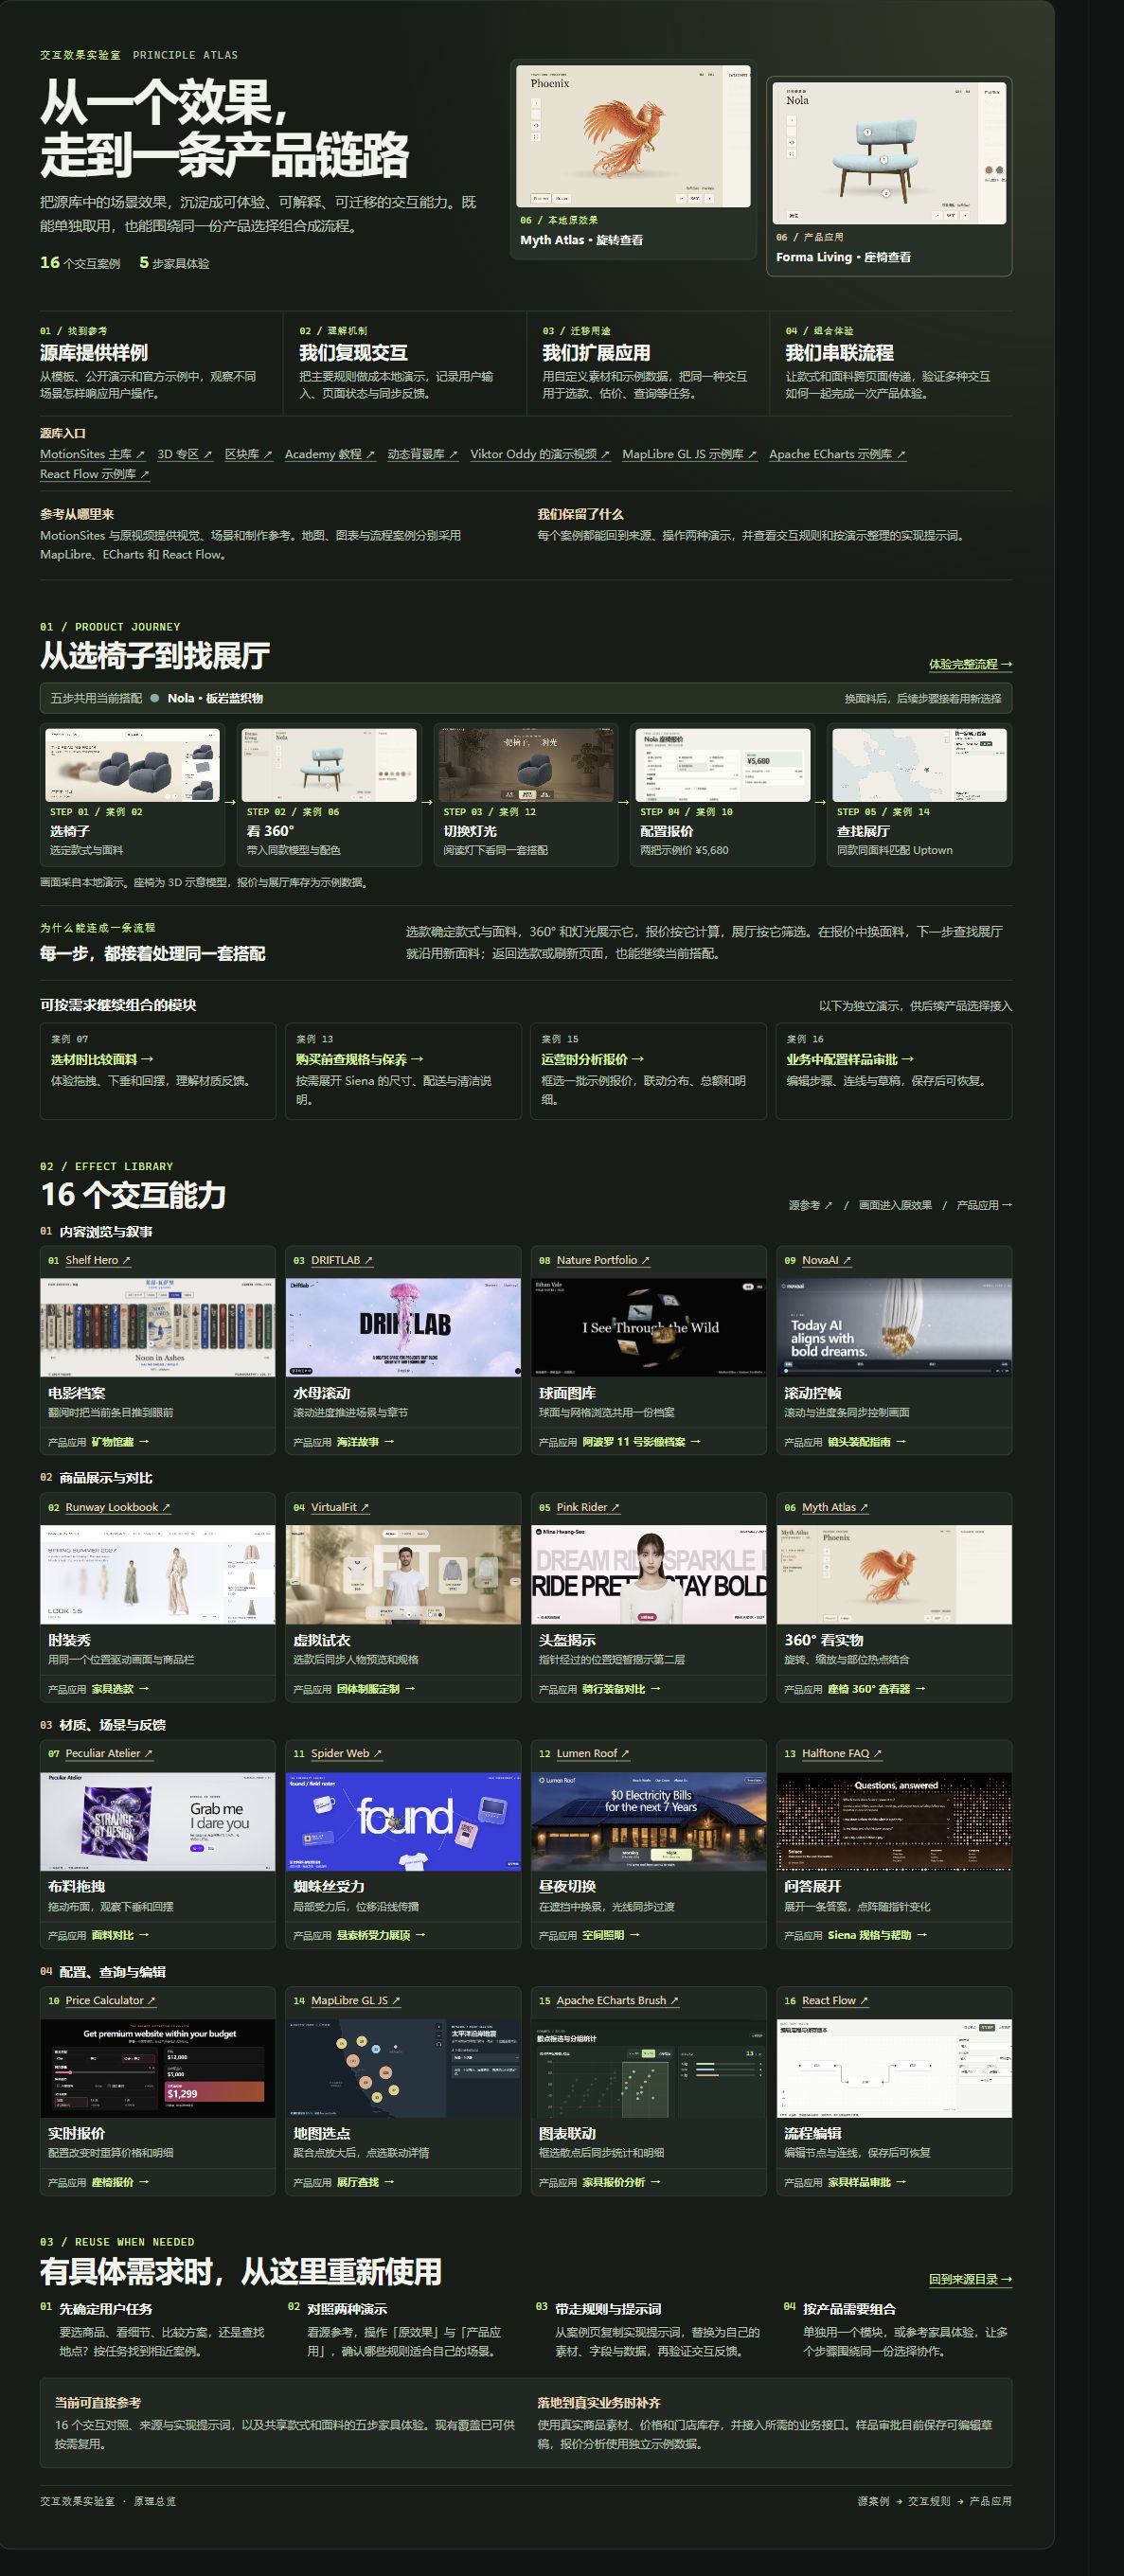 交互效果实验室 PRINCIPLE ATLAS
从一个效果，
走到一条产品链路
把源库中的场景效果，沉淀成可体验、可解释、可迁移的交互能力。既
能单独取用，也能围绕同一份产品选择组合成流程。
16 个交互案例 5 步家具体验
Phoenix
06 / 本地原效果
Myth Atlas • 旋转查看
Nola
06 / 产品应用
Forma Living • 座椅查看
01 / 找到参考
源库提供样例
从模板、公开演示和官方示例中，观察不同
场景怎样响应用户操作。
02 / 理解机制
我们复现交互
把主要规则做成本地演示，记录用户输
入、页面状态与同步反馈。
03 / 迁移用途
我们扩展应用
用自定义素材和示例数据，把同一种交互
用于选款、估价、查询等任务。
04 / 组合体验
我们串联流程
让款式和面料跨页面传递，验证多种交互
如何一起完成一次产品体验。
源库入口
MotionSites 主库 ↗ 3D 专区 ↗ 区块库 ↗ Academy 教程 ↗ 动态背景库 ↗ Viktor Oddy 的演示视频 ↗ MapLibre GL JS 示例库 ↗ Apache ECharts 示例库 ↗
React Flow 示例库 ↗
参考从哪里来
MotionSites 与原视频提供视觉、场景和制作参考。地图、图表与流程案例分别采用
MapLibre、ECharts 和 React Flow。
我们保留了什么
每个案例都能回到来源、操作两种演示，并查看交互规则和按演示整理的实现提示词。
01 / PRODUCT JOURNEY
从选椅子到找展厅
体验完整流程 →
五步共用当前搭配 Nola • 板岩蓝织物
换面料后，后续步骤接着用新选择
STEP 01 / 案例 02
选椅子
选定款式与面料
→
Nola
STEP 02 / 案例 06
看 360°
带入同款模型与配色
→
STEP 03 / 案例 12
切换灯光
阅读灯下看同一套搭配
→
Nola 座椅报价
¥5,680
STEP 04 / 案例 10
配置报价
两把示例价 ¥5,680
→
STEP 05 / 案例 14
查找展厅
同款同面料匹配 Uptown
画面采自本地演示。座椅为 3D 示意模型，报价与展厅库存为示例数据。
为什么能连成一条流程
每一步，都接着处理同一套搭配
选款确定款式与面料，360° 和灯光展示它，报价按它计算，展厅按它筛选。在报价中换面料，下一步查找展厅
就沿用新面料；返回选款或刷新页面，也能继续当前搭配。
可按需求继续组合的模块
以下为独立演示，供后续产品选择接入
案例 07
选材时比较面料 →
体验拖拽、下垂和回摆，理解材质反馈。
案例 13
购买前查规格与保养 →
按需展开 Siena 的尺寸、配送与清洁说
明。
案例 15
运营时分析报价 →
框选一批示例报价，联动分布、总额和明
细。
案例 16
业务中配置样品审批 →
编辑步骤、连线与草稿，保存后可恢复。
02 / EFFECT LIBRARY
16 个交互能力
源参考 ↗ / 画面进入原效果 / 产品应用 →
01 内容浏览与叙事
01 Shelf Hero ↗
Noon in Ashes
电影档案
翻阅时把当前条目推到眼前
产品应用 矿物馆藏 →
03 DRIFTLAB ↗
Driftlab
DRIFTLAB
水母滚动
滚动进度推进场景与章节
产品应用 海洋故事 →
08 Nature Portfolio ↗
Ethan Vale
I See Through the Wild
球面图库
球面与网格浏览共用一份档案
产品应用 阿波罗 11 号影像档案 →
09 NovaAI ↗
novaai
Today AI
aligns with
bold dreams.
滚动控帧
滚动与进度条同步控制画面
产品应用 镜头装配指南 →
02 商品展示与对比
02 Runway Lookbook ↗
SPRING SUMMER 2027
LOOK 15
时装秀
用同一个位置驱动画面与商品栏
产品应用 家具选款 →
04 VirtualFit ↗
FIT
虚拟试衣
选款后同步人物预览和规格
产品应用 团体制服定制 →
05 Pink Rider ↗
Mina Hwang-Seo
DREAM RI SPARKLE
RIDE PRET TAY BOLD
头盔揭示
指针经过的位置短暂揭示第二层
产品应用 骑行装备对比 →
06 Myth Atlas ↗
Myth Atlas
Phoenix
360° 看实物
旋转、缩放与部位热点结合
产品应用 座椅 360° 查看器 →
03 材质、场景与反馈
07 Peculiar Atelier ↗
Peculiar Atelier
STRANGE
BY DESIGN
Grab me
I dare you
布料拖拽
拖动布面，观察下垂和回摆
产品应用 面料对比 →
11 Spider Web ↗
found / field notes
found
蜘蛛丝受力
局部受力后，位移沿线传播
产品应用 悬索桥受力展项 →
12 Lumen Roof ↗
Lumen Roof
$0 Electricity Bills
for the next 7 Years
Morning
Night
昼夜切换
在遮挡中换景，光线同步过渡
产品应用 空间照明 →
13 Halftone FAQ ↗
Questions, answered
问答展开
展开一条答案，点阵随指针变化
产品应用 Siena 规格与帮助 →
04 配置、查询与编辑
10 Price Calculator ↗
Get premium website within your budget
$12,000
$5,000
$1,299
实时报价
配置改变时重算价格和明细
产品应用 座椅报价 →
14 MapLibre GL JS ↗
太平洋沿岸地震
地图选点
聚合点放大后，点选联动详情
产品应用 展厅查找 →
15 Apache ECharts Brush ↗
散点框选与分组统计
13
图表联动
框选散点后同步统计和明细
产品应用 家具报价分析 →
16 React Flow ↗
流程编辑
编辑节点与连线，保存后可恢复
产品应用 家具样品审批 →
03 / REUSE WHEN NEEDED
有具体需求时，从这里重新使用
回到来源目录 →
01 先确定用户任务
要选商品、看细节、比较方案，还是查找
地点？按任务找到相近案例。
02 对照两种演示
看源参考，操作「原效果」与「产品应
用」，确认哪些规则适合自己的场景。
03 带走规则与提示词
从案例页复制实现提示词，替换为自己的
素材、字段与数据，再验证交互反馈。
04 按产品需要组合
单独用一个模块，或参考家具体验，让多
个步骤围绕同一份选择协作。
当前可直接参考
16 个交互对照、来源与实现提示词，以及共享款式和面料的五步家具体验。现有覆盖已可供
按需复用。
落地到真实业务时补齐
使用真实商品素材、价格和门店库存，并接入所需的业务接口。样品审批目前保存可编辑草
稿，报价分析使用独立示例数据。
交互效果实验室 · 原理总览
源案例 → 交互规则 → 产品应用